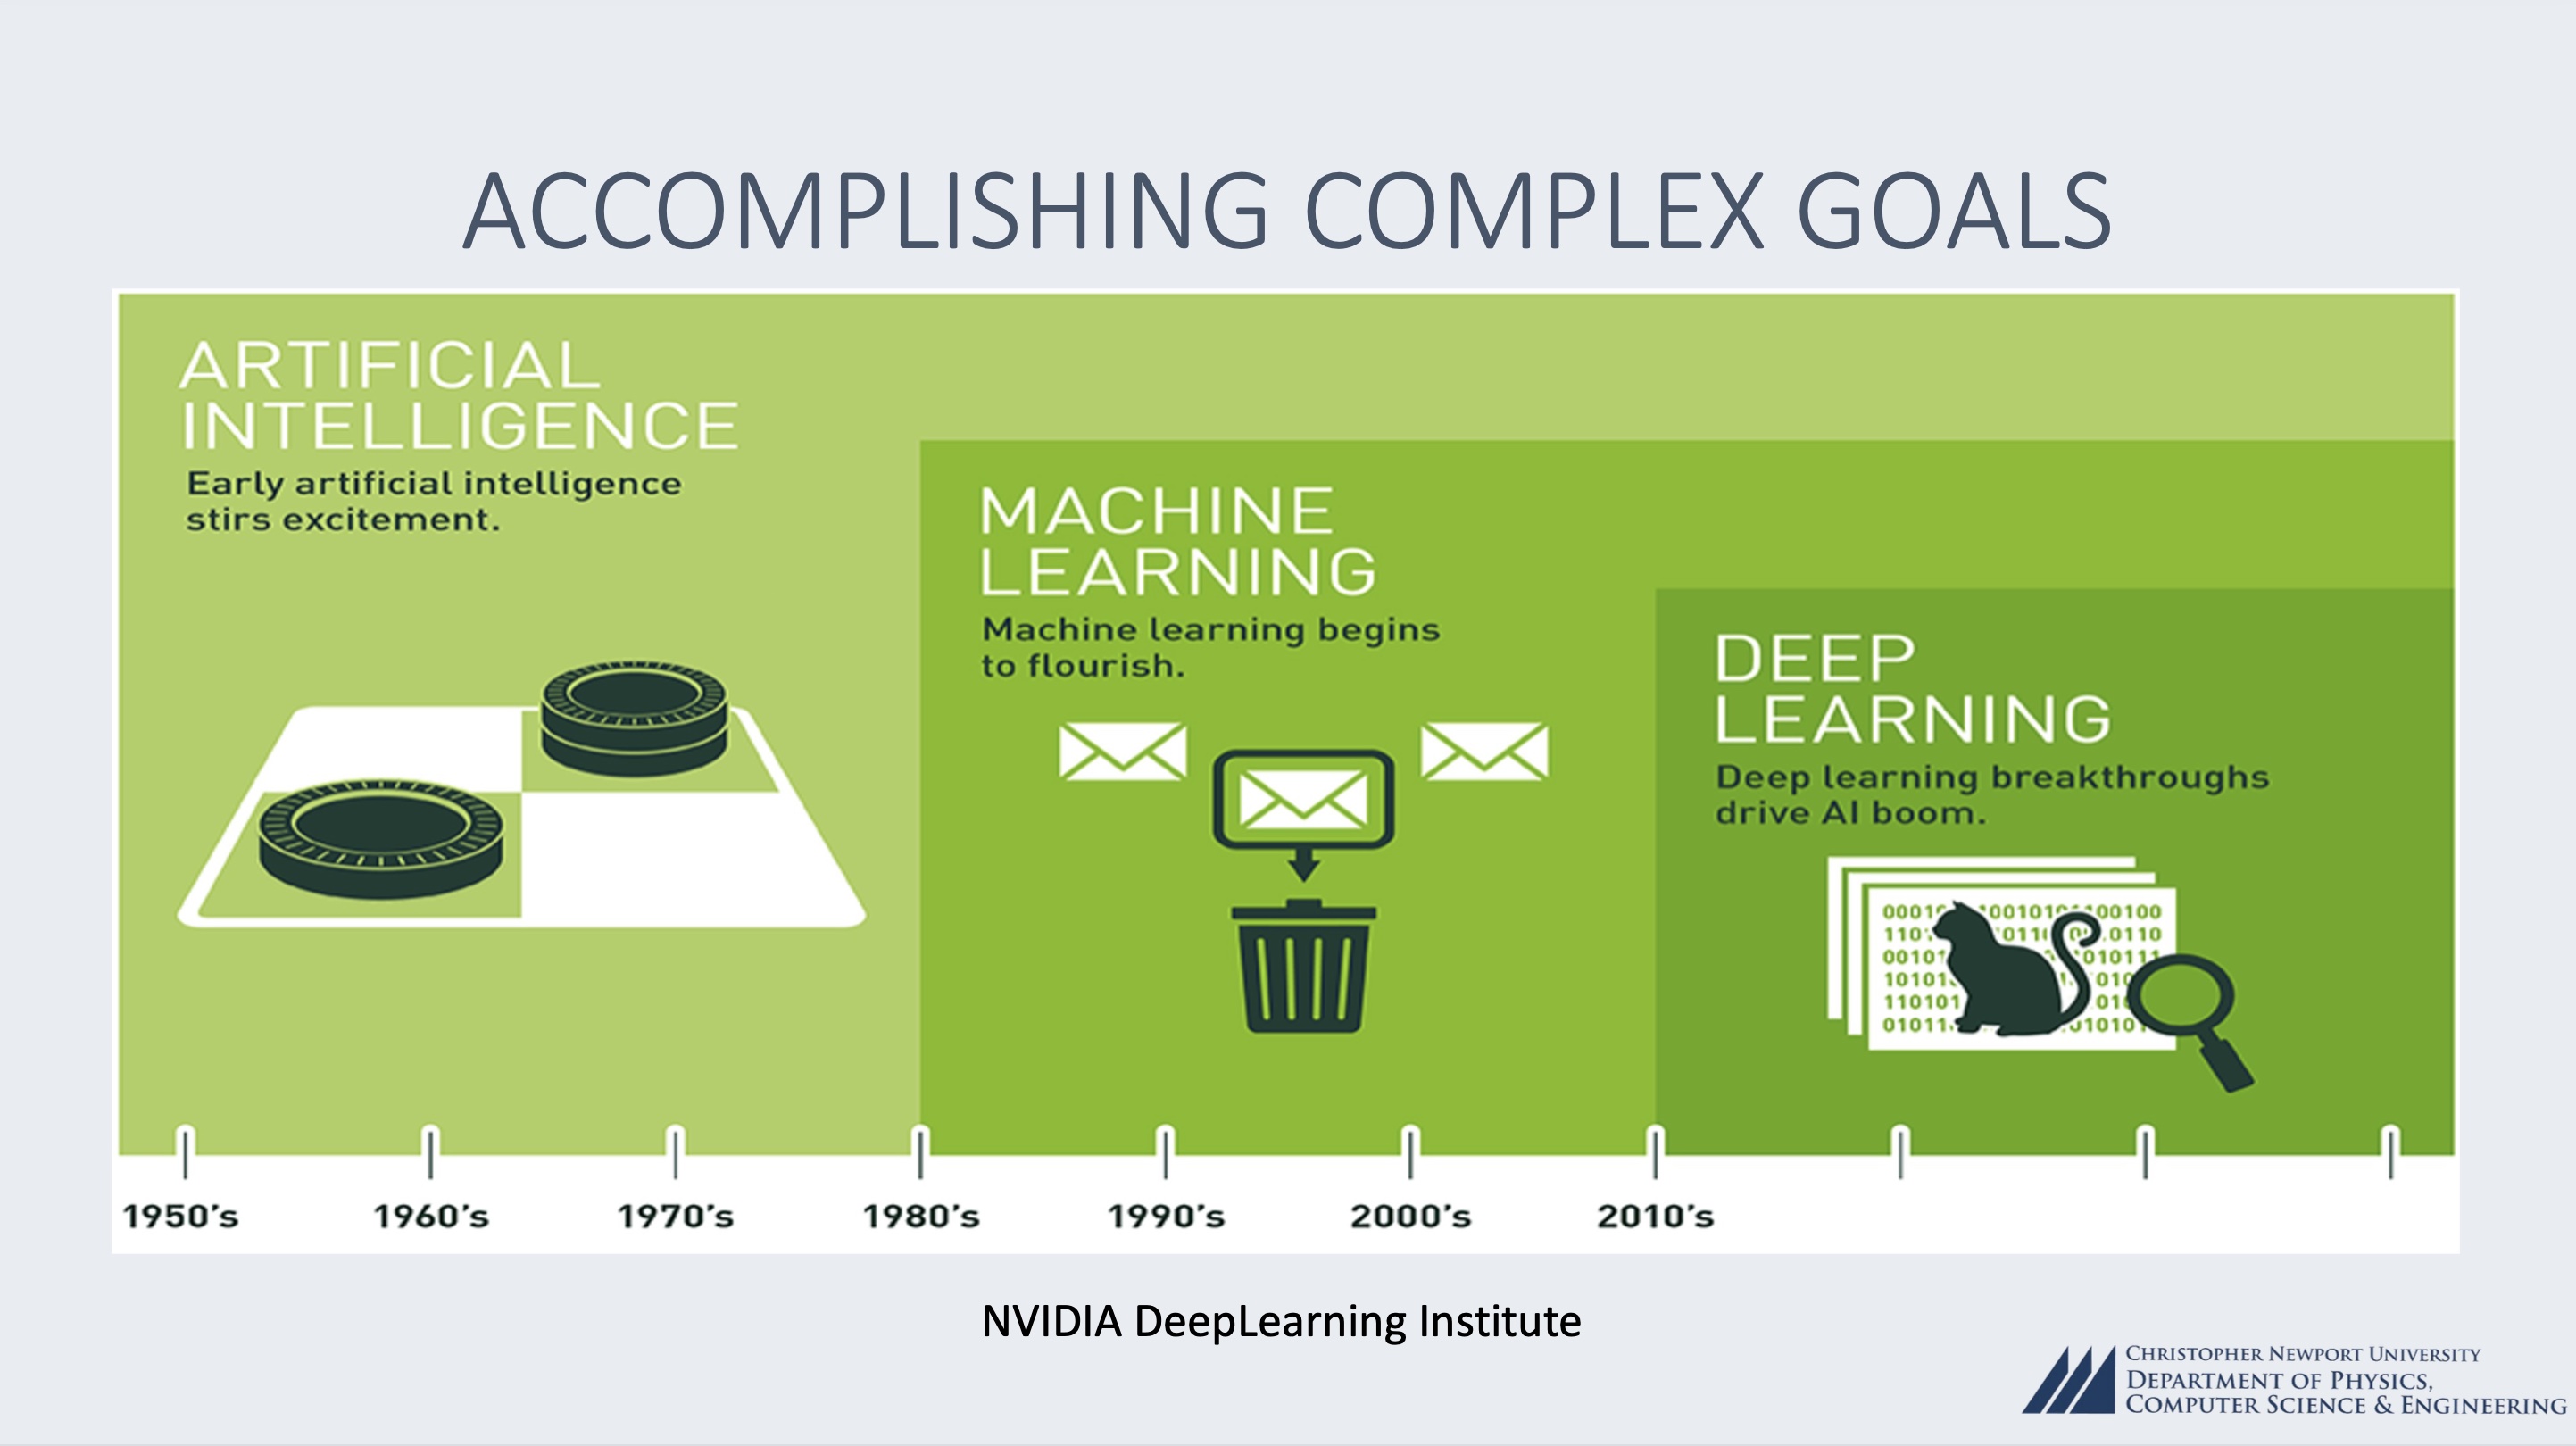 ACCOMPLISHING COMPLEX GOALS
ARTIFICIAL
INTELLIGENCE
Early artificial intelligence
stirs excitement.
MACHINE
LEARNING
Machine learning begins
to flourish.
DEEP
LEARNING
Deep learning breakthroughs
drive AI boom.
1950's
1960's
1970's
1980's
1990's
2000's
2010's
NVIDIA DeepLearning Institute
CHRISTOPHER NEWPORT UNIVERSITY
DEPARTMENT OF PHYSICS,
COMPUTER SCIENCE & ENGINEERING